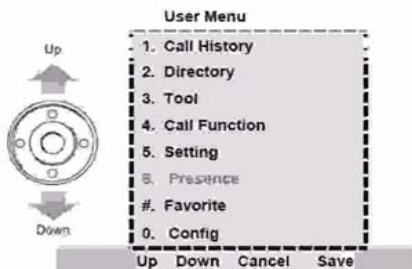 User Menu
Up
1. Call History
2. Directory
3. Tool
4. Call Function
5. Setting
6. Presence
#. Favorite
0. Config
Down
Up Down Cancel Save